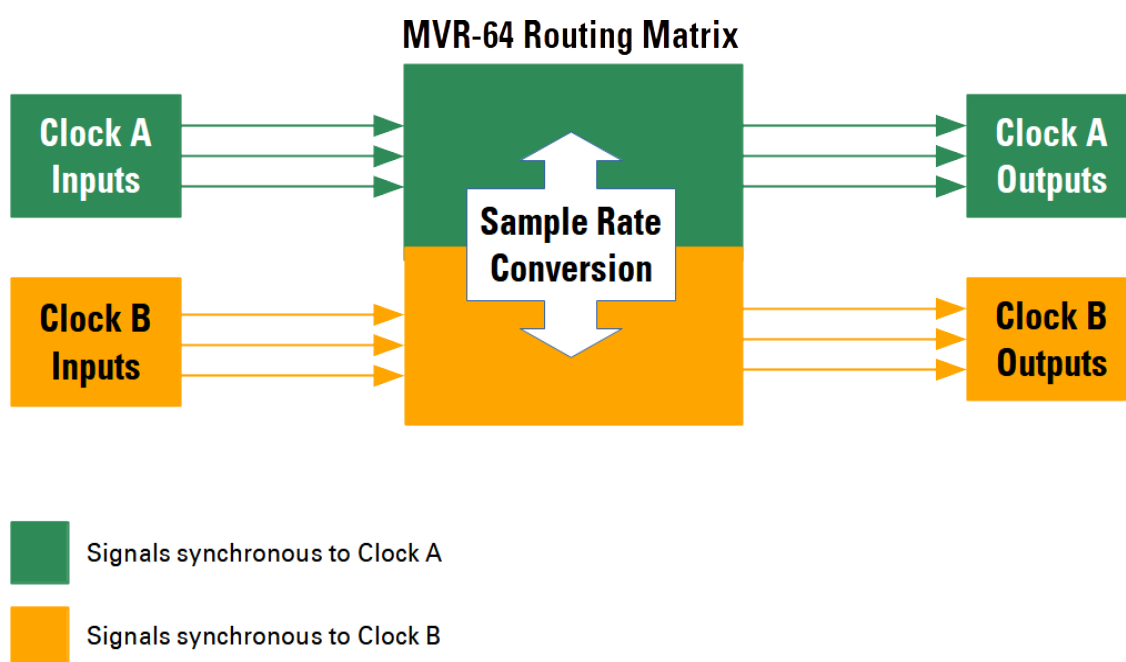 MVR-64 Routing Matrix
Clock A
Inputs
Clock A
Outputs
Sample Rate
Conversion
Clock B
Inputs
Clock B
Outputs
Signals synchronous to Clock A
Signals synchronous to Clock B